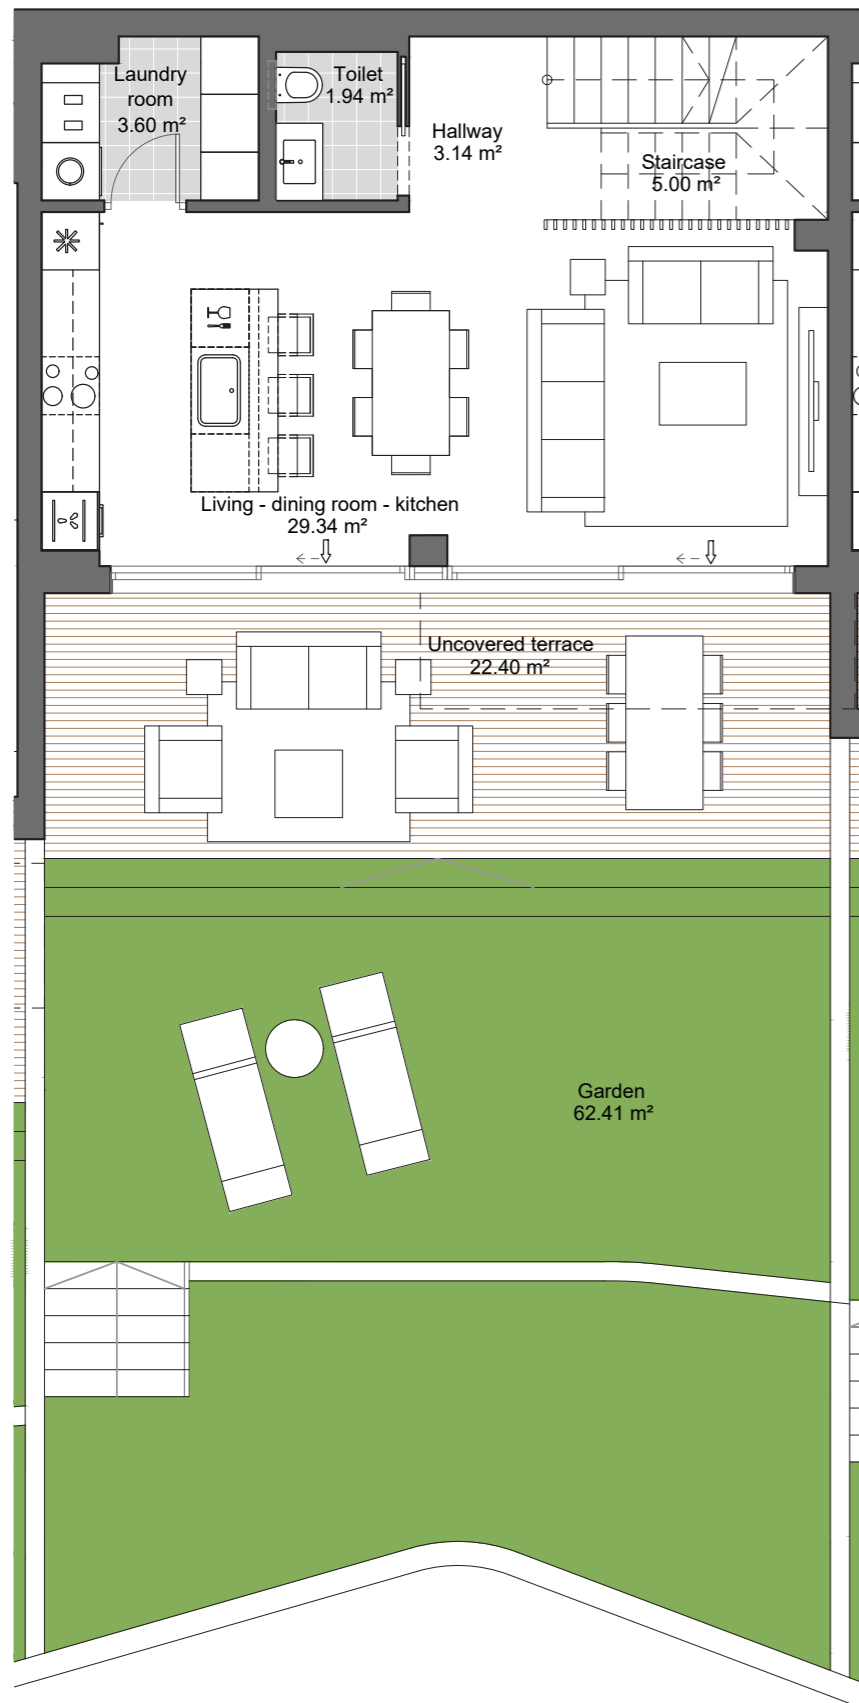 Laundry
room
3.60 m²
Toilet
1.94 m²
Hallway
3.14 m²
Staircase
5.00 m²
Living - dining room - kitchen
29.34 m²
Uncovered terrace
22.40 m²
Garden
62.41 m²